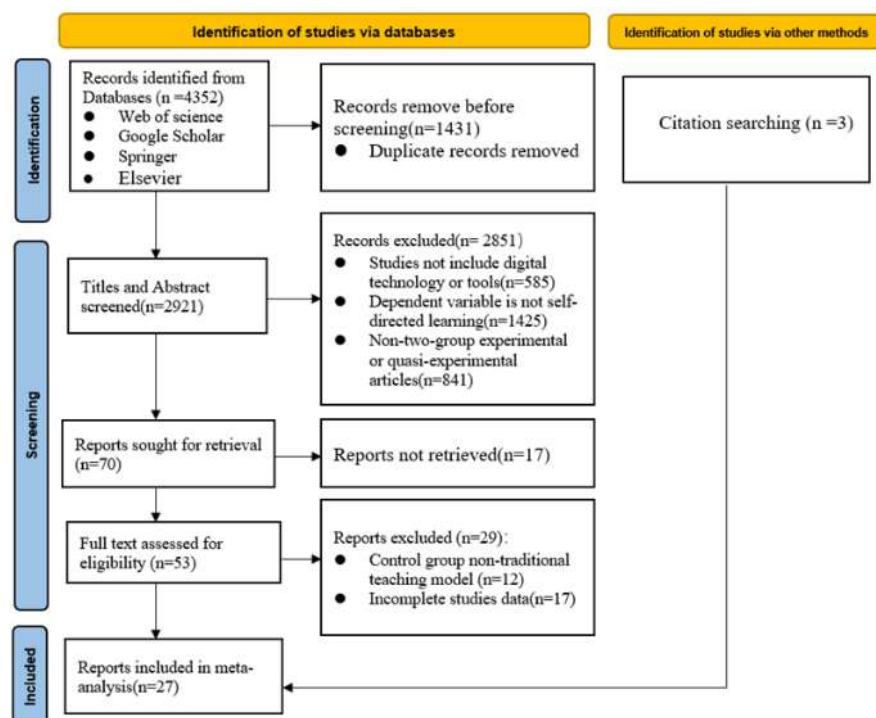 Identification of studies via databases
Identification of studies via other methods
Identification
Records identified from
Databases (n =4352)
● Web of science
● Google Scholar
● Springer
● Elsevier
Records remove before
screening(n=1431)
● Duplicate records removed
Citation searching (n =3)
Screening
Titles and Abstract
screened(n=2921)
Records excluded(n= 2851)
● Studies not include digital
technology or tools(n=585)
● Dependent variable is not self-
directed learning(n=1425)
● Non-two-group experimental
or quasi-experimental
articles(n=841)
Reports sought for retrieval
(n=70)
Reports not retrieved(n=17)
Full text assessed for
eligibility (n=53)
Reports excluded (n=29):
● Control group non-traditional
teaching model (n=12)
● Incomplete studies data(n=17)
Included
Reports included in meta-
analysis(n=27)